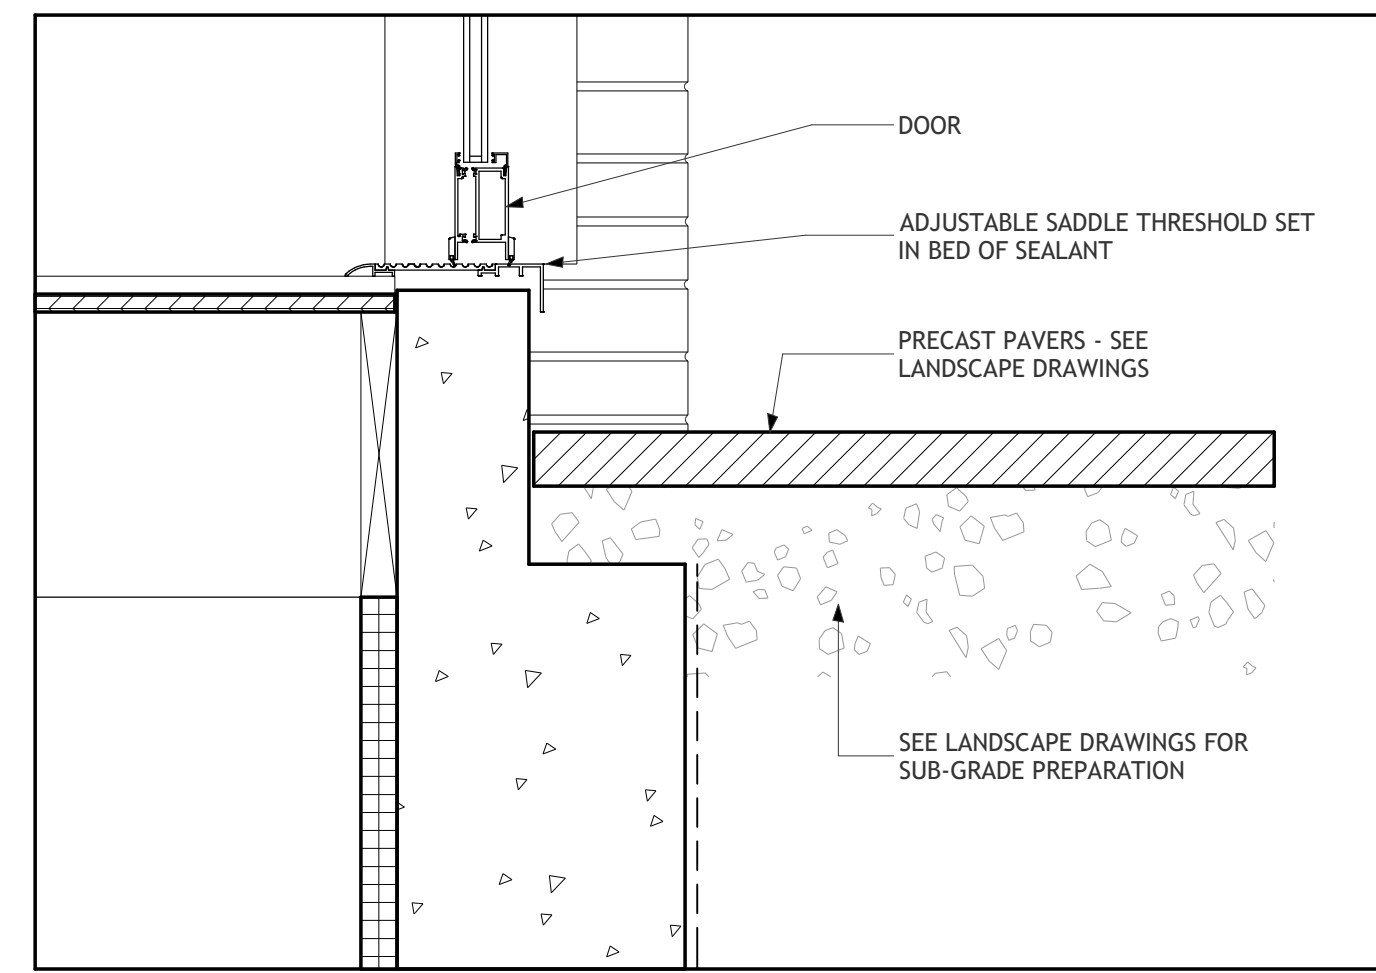 DOOR
ADJUSTABLE SADDLE THRESHOLD SET
IN BED OF SEALANT
PRECAST PAVERS - SEE
LANDSCAPE DRAWINGS
SEE LANDSCAPE DRAWINGS FOR
SUB-GRADE PREPARATION